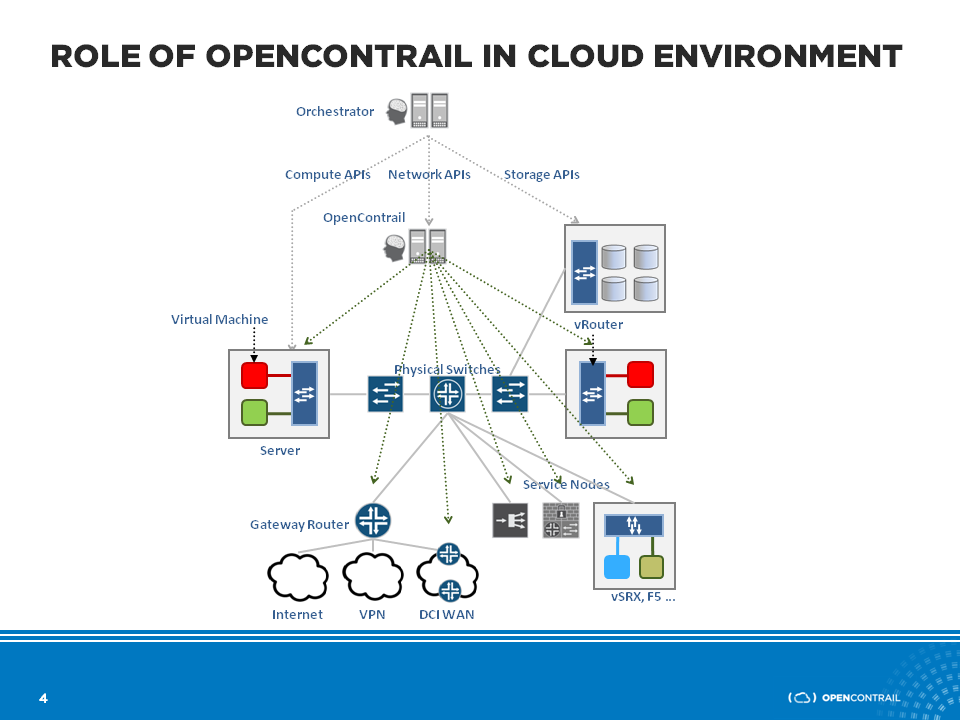 ROLE OF OPENCONTRAIL IN CLOUD ENVIRONMENT
Orchestrator
Compute APIs
Network APIs
Storage APIs
OpenContrail
Virtual Machine
vRouter
Physical Switches
Server
Service Nodes
Gateway Router
Internet
VPN
DCI WAN
vSRX, F5 ...
4
OPENCONTRAIL